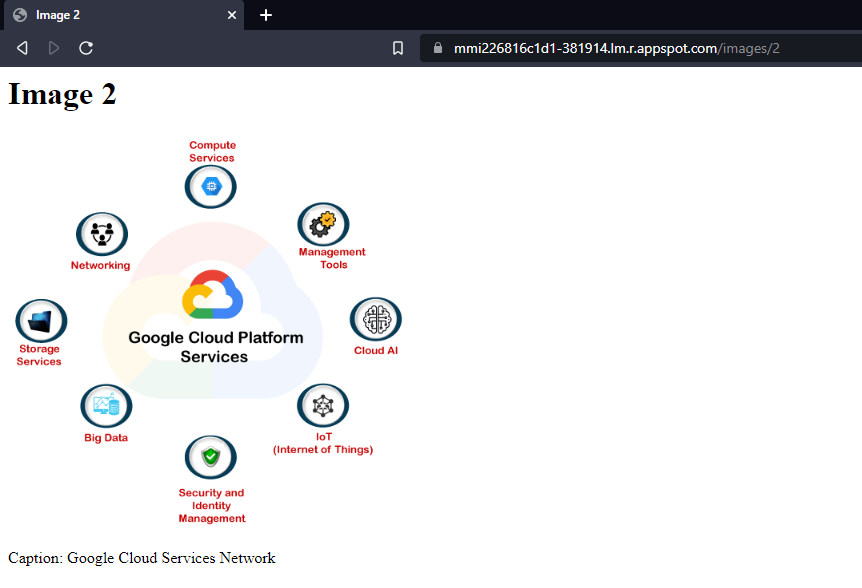 Image 2
mmi226816c1d1-381914.lm.r.appspot.com/images/2
Image 2
Compute
Services
Management
Tools
Networking
Cloud AI
Storage
Services
Google Cloud Platform
Services
Big Data
IoT
(Internet of Things)
Security and
Identity
Management
Caption: Google Cloud Services Network